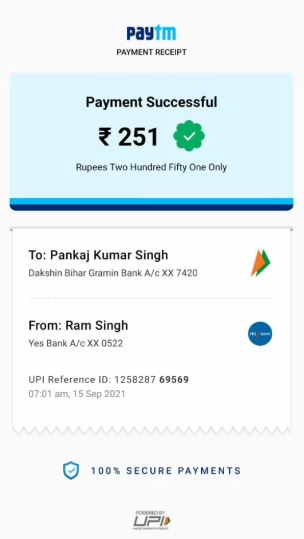 paytm
PAYMENT RECEIPT
Payment Successful
₹ 251
Rupees Two Hundred Fifty One Only
To: Pankaj Kumar Singh
Dakshin Bihar Gramin Bank A/c XX 7420
From: Ram Singh
YES bank
Yes Bank A/c XX 0522
UPI Reference ID: 1258287 69569
07:01 am, 15 Sep 2021
100% SECURE PAYMENTS
POWERED BY
UPI
UNIFIED PAYMENTS INTERFACE